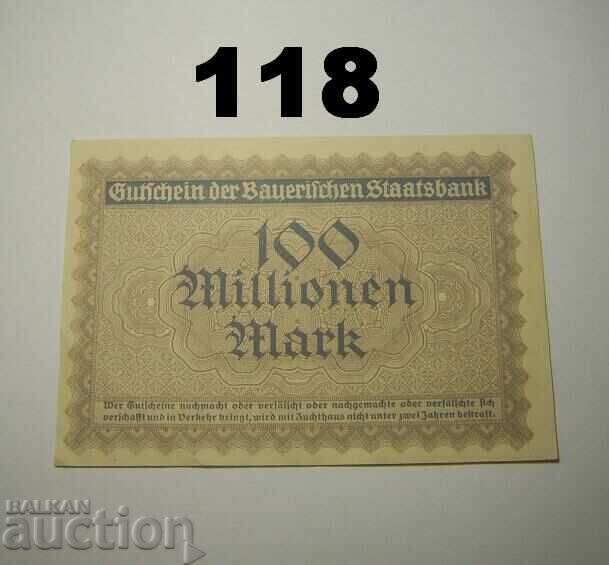 118
Gutschein der Bayerischen Staatsbank
100
Millionen
Mark
Wer Gutscheine nachmacht oder verfälscht oder nachgemachte oder verfälschte sich
verschafft und in Verkehr bringt, wird mit Zuchthaus nicht unter zwei Jahren bestraft.
BALKAN
auction